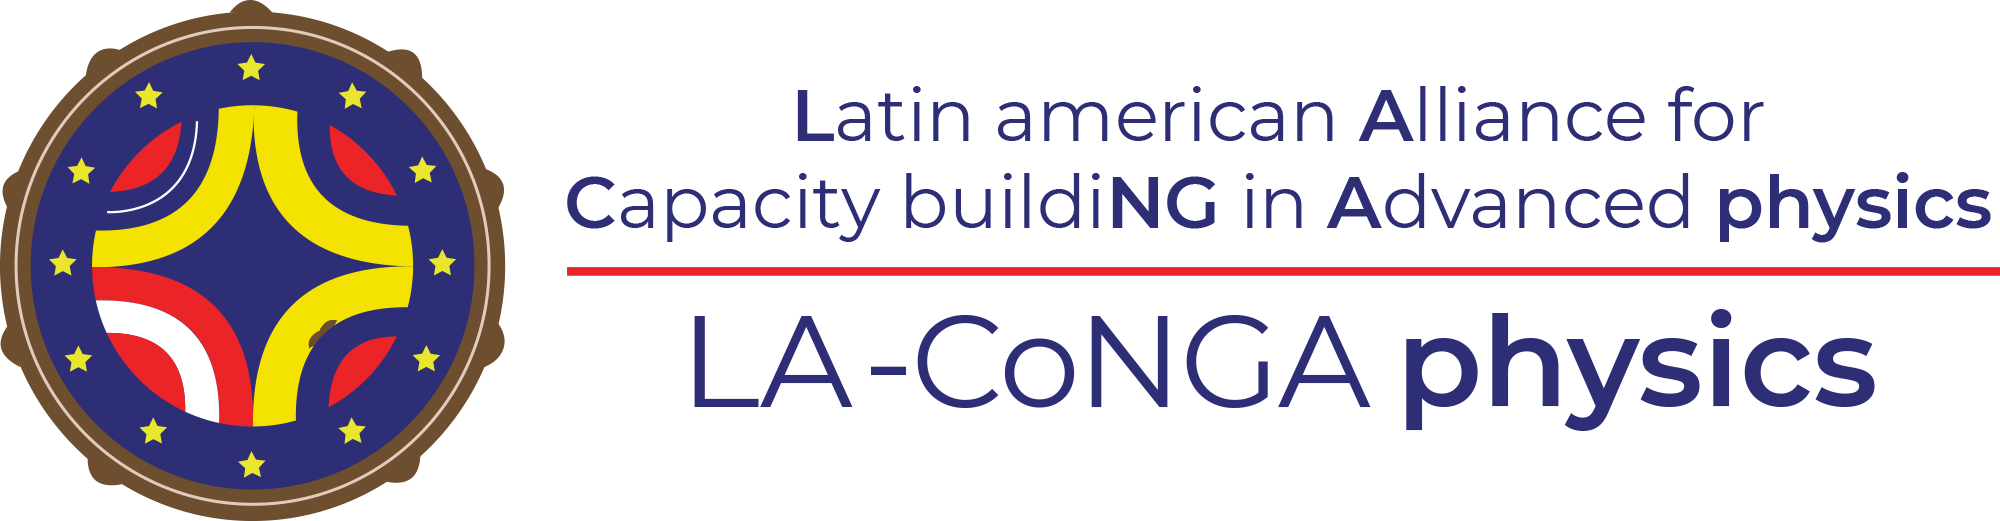 Latin american Alliance for
Capacity buildiNG in Advanced physics
LA-CoNGA physics